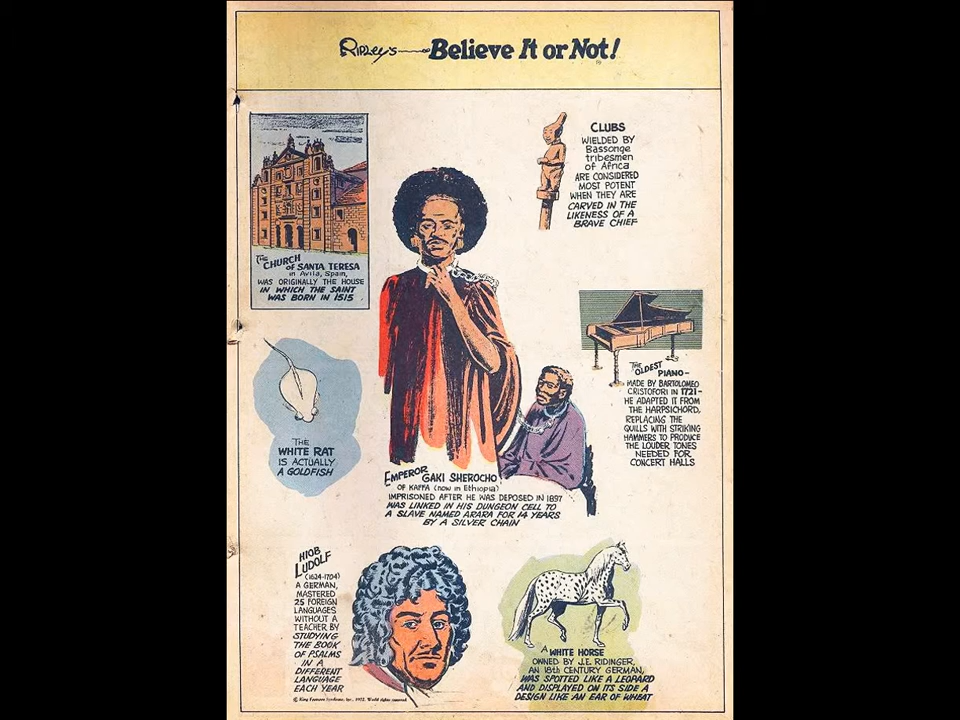 Ripley's Believe It or Not!
THE
CHURCH
OF SANTA TERESA
in Avila, Spain,
WAS ORIGINALLY THE HOUSE
IN WHICH THE SAINT
WAS BORN IN 1515
CLUBS
WIELDED BY
Bassonge
tribesmen
of Africa
ARE CONSIDERED
MOST POTENT
WHEN THEY ARE
CARVED IN THE
LIKENESS OF A
BRAVE CHIEF
THE
OLDEST
PIANO-
MADE BY BARTOLOMEO
CRISTOFORI IN 1721-
HE ADAPTED IT FROM
THE HARPSICHORD,
REPLACING THE
QUILLS WITH STRIKING
HAMMERS TO PRODUCE
THE LOUDER TONES
NEEDED FOR
CONCERT HALLS
THE
WHITE RAT
IS ACTUALLY
A GOLDFISH
EMPEROR
GAKI SHEROCHO
OF KAFFA (now in Ethiopia)
IMPRISONED AFTER HE WAS DEPOSED IN 1897
WAS LINKED IN HIS DUNGEON CELL TO
A SLAVE NAMED ARARA FOR 14 YEARS
BY A SILVER CHAIN
HIOB
LUDOLF
(1624-1704)
A GERMAN,
MASTERED
25 FOREIGN
LANGUAGES
WITHOUT A
TEACHER BY
STUDYING
THE BOOK
OF PSALMS
IN A
DIFFERENT
LANGUAGE
EACH YEAR
A
WHITE HORSE
OWNED BY J.E. RIDINGER,
AN 18th CENTURY GERMAN,
WAS SPOTTED LIKE A LEOPARD
AND DISPLAYED ON ITS SIDE A
DESIGN LIKE AN EAR OF WHEAT
© King Features Syndicate, Inc., World rights reserved.